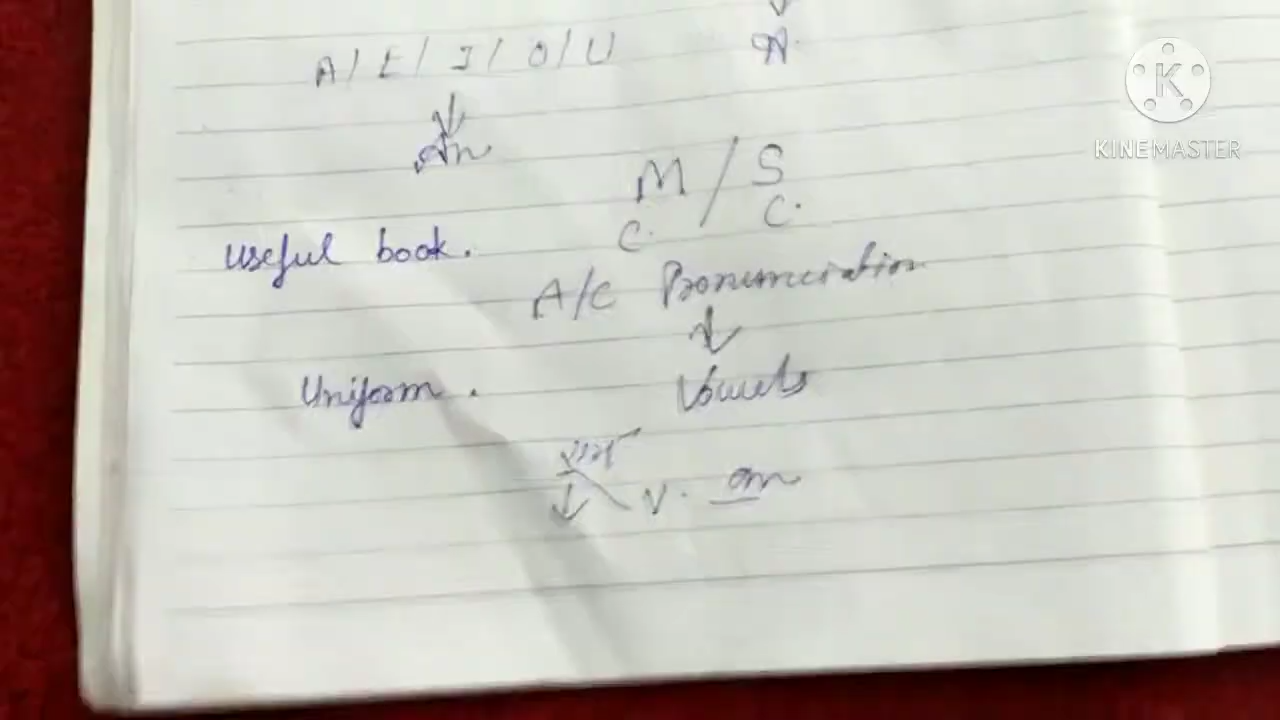 A.
A/E/I/O/U
An
M/S
C. C.
useful book.
A/C Pronunciation
Uniform.
Vowels
V. an
KINEMASTER